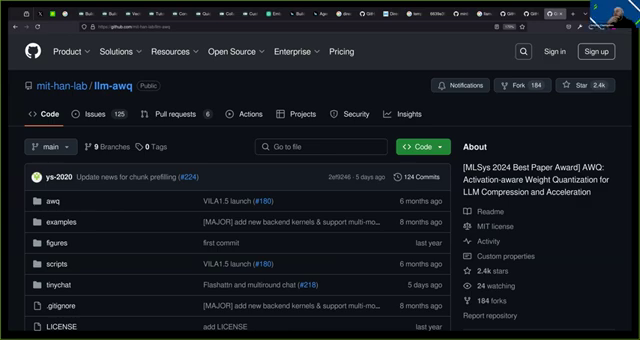 https://github.com/mit-han-lab/llm-awq
Product Solutions Resources Open Source Enterprise Pricing
Sign in Sign up
mit-han-lab / llm-awq Public
Notifications Fork 184 Star 2.4k
Code Issues 125 Pull requests 6 Actions Projects Security Insights
main 9 Branches 0 Tags Go to file Code
ys-2020 Update news for chunk prefilling (#224) 2ef9246 · 5 days ago 124 Commits
awq VILA1.5 launch (#180) 6 months ago
examples [MAJOR] add new backend kernels & support multi-mo... 8 months ago
figures first commit last year
scripts VILA1.5 launch (#180) 6 months ago
tinychat Flashattn and multiround chat (#218) 5 days ago
.gitignore [MAJOR] add new backend kernels & support multi-mo... 8 months ago
LICENSE add LICENSE last year
About
[MLSys 2024 Best Paper Award] AWQ:
Activation-aware Weight Quantization for
LLM Compression and Acceleration
Readme
MIT license
Activity
Custom properties
2.4k stars
24 watching
184 forks
Report repository